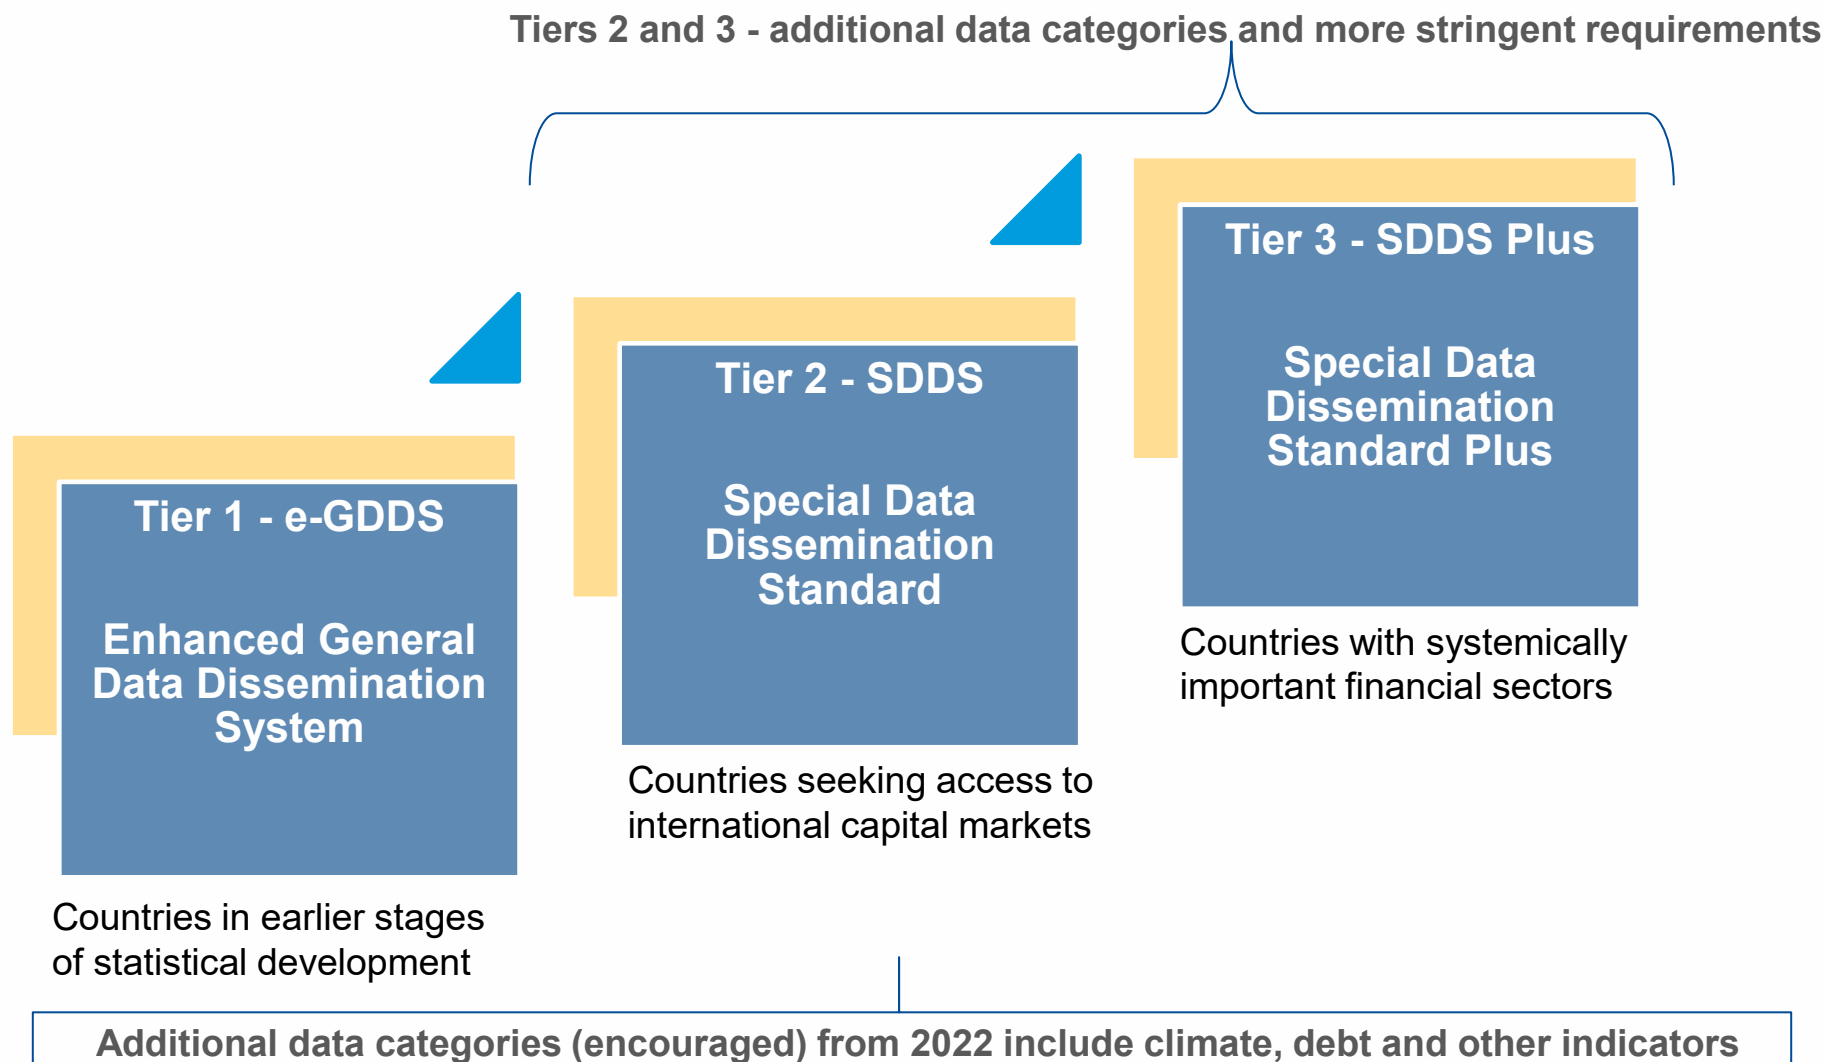 Tiers 2 and 3 - additional data categories and more stringent requirements
Tier 1 - e-GDDS
Enhanced General
Data Dissemination
System
Countries in earlier stages
of statistical development
Tier 2 - SDDS
Special Data
Dissemination
Standard
Countries seeking access to
international capital markets
Tier 3 - SDDS Plus
Special Data
Dissemination
Standard Plus
Countries with systemically
important financial sectors
Additional data categories (encouraged) from 2022 include climate, debt and other indicators